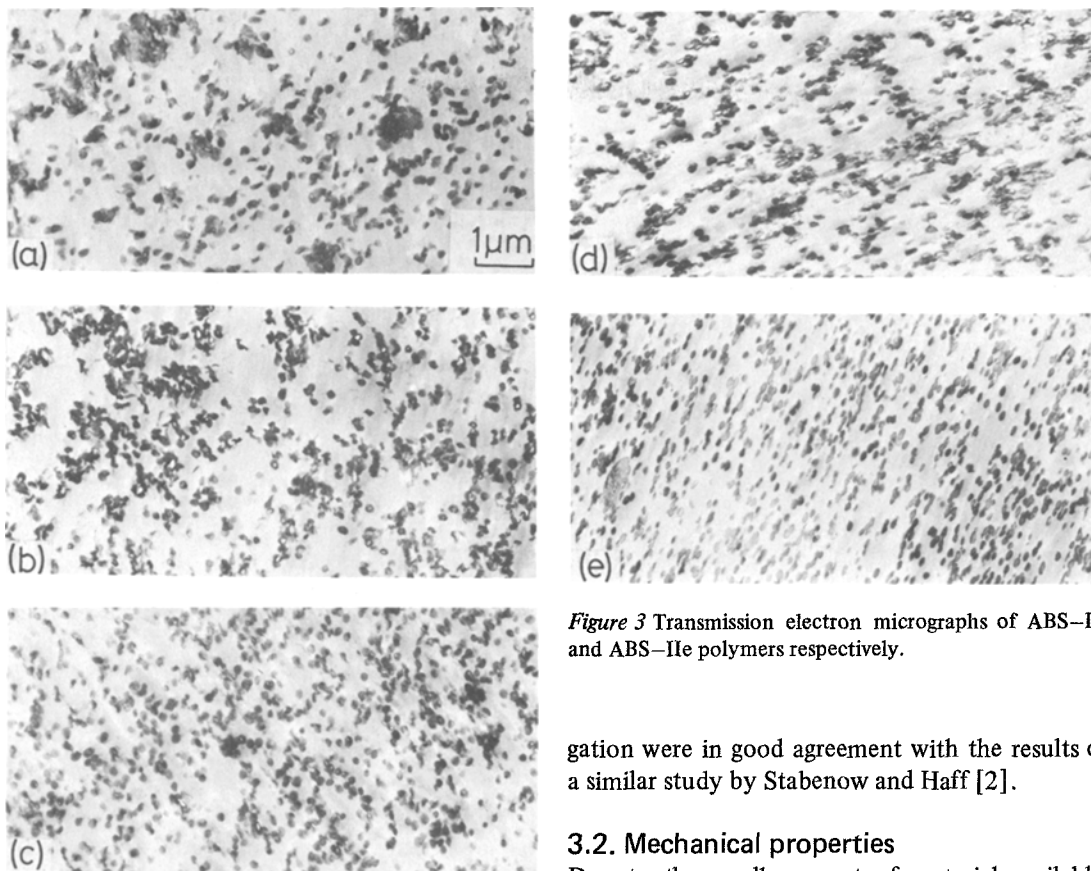 (a)
1μm
(b)
(c)
(d)
(e)
Figure 3 Transmission electron micrographs of
and ABS–IIe polymers respectively.
gation were in good agreement with the results
a similar study by Stabenow and Haff [2].
3.2. Mechanical properties